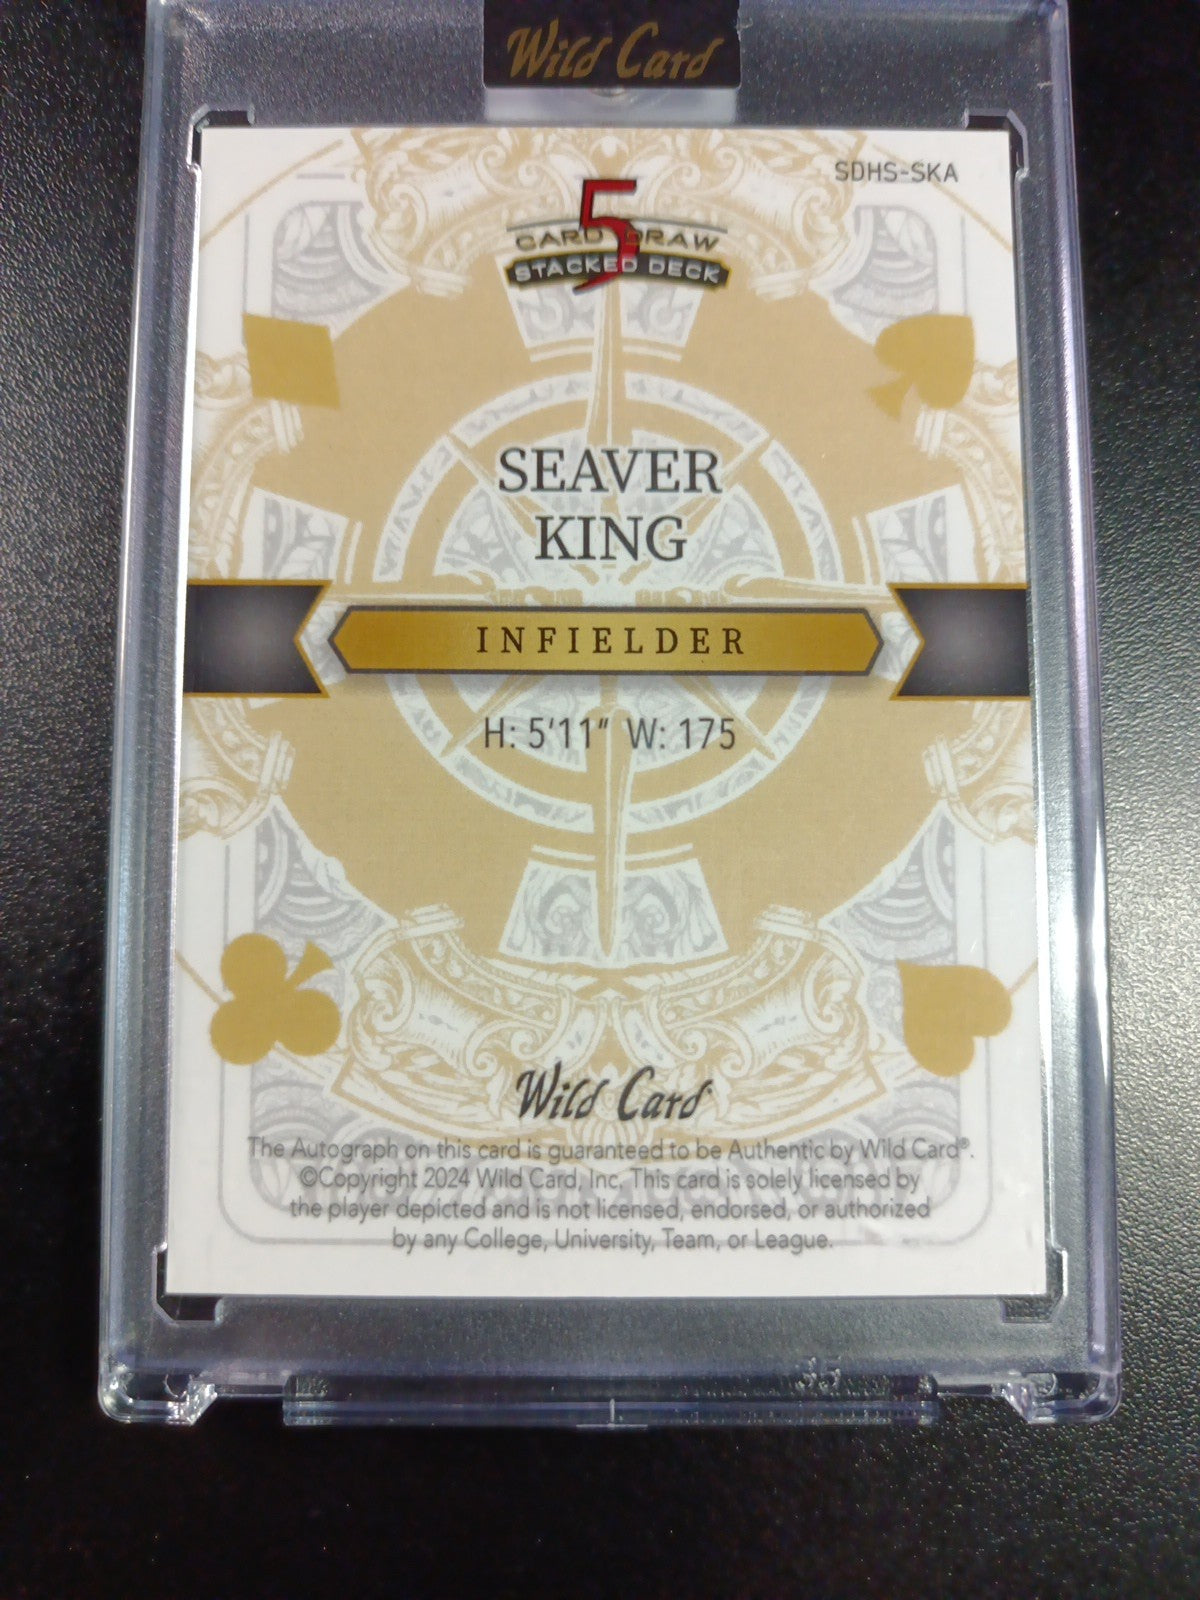 Wild Card
SDHS-SKA
5
CARD DRAW
STACKED DECK
SEAVER
KING
INFIELDER
H: 5'11" W: 175
Wild Card
The Autograph on this card is guaranteed to be Authentic by Wild Card®.
©Copyright 2024 Wild Card, Inc. This card is solely licensed by
the player depicted and is not licensed, endorsed, or authorized
by any College, University, Team, or League.
35